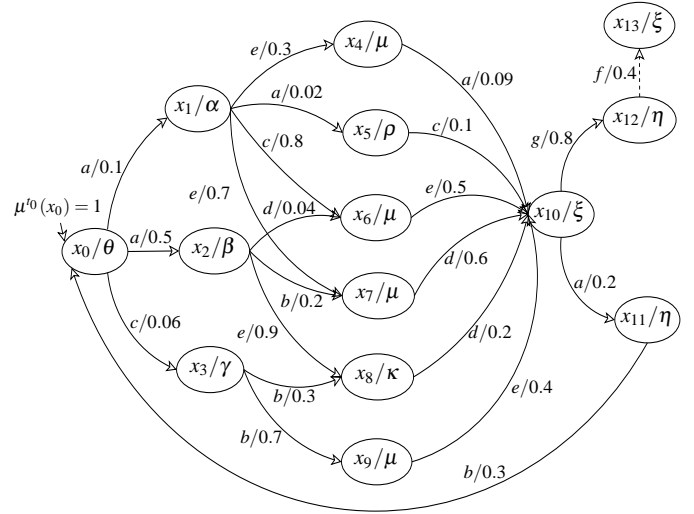 x₁₃/ξ
e/0.3
x₄/μ
a/0.09
f/0.4
x₁/α
a/0.02
x₅/ρ
c/0.1
x₁₂/η
g/0.8
c/0.8
a/0.1
e/0.7
e/0.5
μᵗ⁰(x₀) = 1
d/0.04
x₆/μ
x₁₀/ξ
x₀/θ
a/0.5
x₂/β
d/0.6
b/0.2
x₇/μ
a/0.2
x₁₁/η
c/0.06
e/0.9
d/0.2
x₃/γ
b/0.3
x₈/κ
e/0.4
b/0.7
x₉/μ
b/0.3